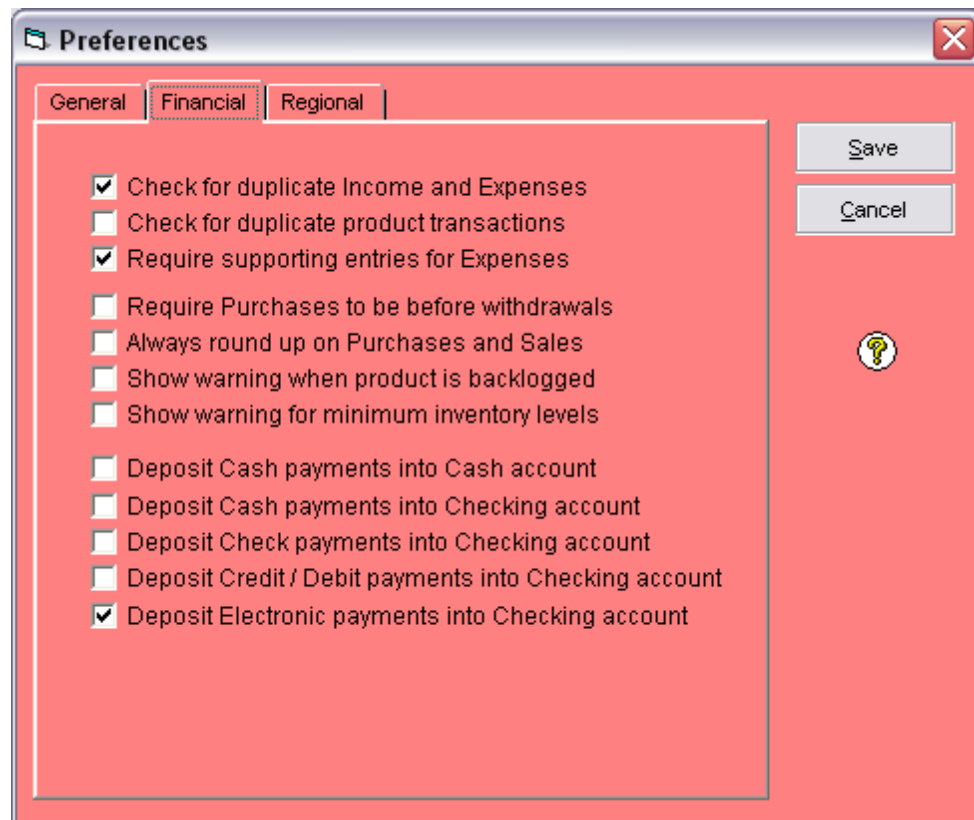 Preferences
General Financial Regional
Save
Cancel
Check for duplicate Income and Expenses
Check for duplicate product transactions
Require supporting entries for Expenses
Require Purchases to be before withdrawals
Always round up on Purchases and Sales
Show warning when product is backlogged
Show warning for minimum inventory levels
Deposit Cash payments into Cash account
Deposit Cash payments into Checking account
Deposit Check payments into Checking account
Deposit Credit / Debit payments into Checking account
Deposit Electronic payments into Checking account
?